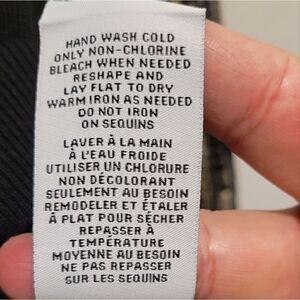 HAND WASH COLD
ONLY NON-CHLORINE
BLEACH WHEN NEEDED
RESHAPE AND
LAY FLAT TO DRY
WARM IRON AS NEEDED
DO NOT IRON
ON SEQUINS
LAVER À LA MAIN
À L'EAU FROIDE
UTILISER UN CHLORURE
NON DÉCOLORANT
SEULEMENT AU BESOIN
REMODELER ET ÉTALER
À PLAT POUR SÉCHER
REPASSER À
TEMPÉRATURE
MOYENNE AU BESOIN
NE PAS REPASSER
SUR LES SEQUINS